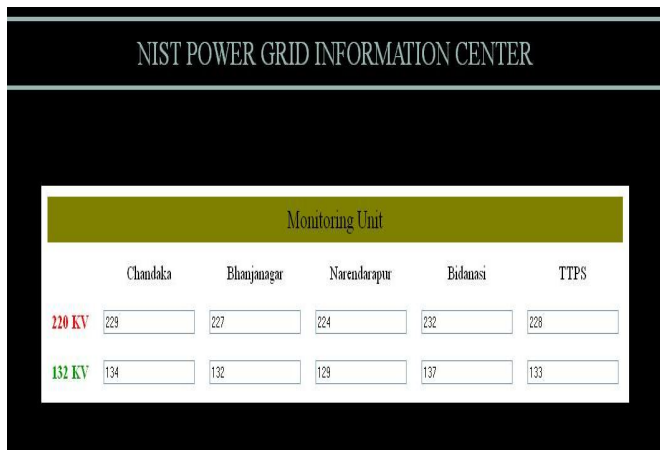 NIST POWER GRID INFORMATION CENTER
Monitoring Unit
Chandaka Bhanjanagar Narendarapur Bidanasi TTPS
220 KV 229 227 224 232 228
132 KV 134 132 129 137 133